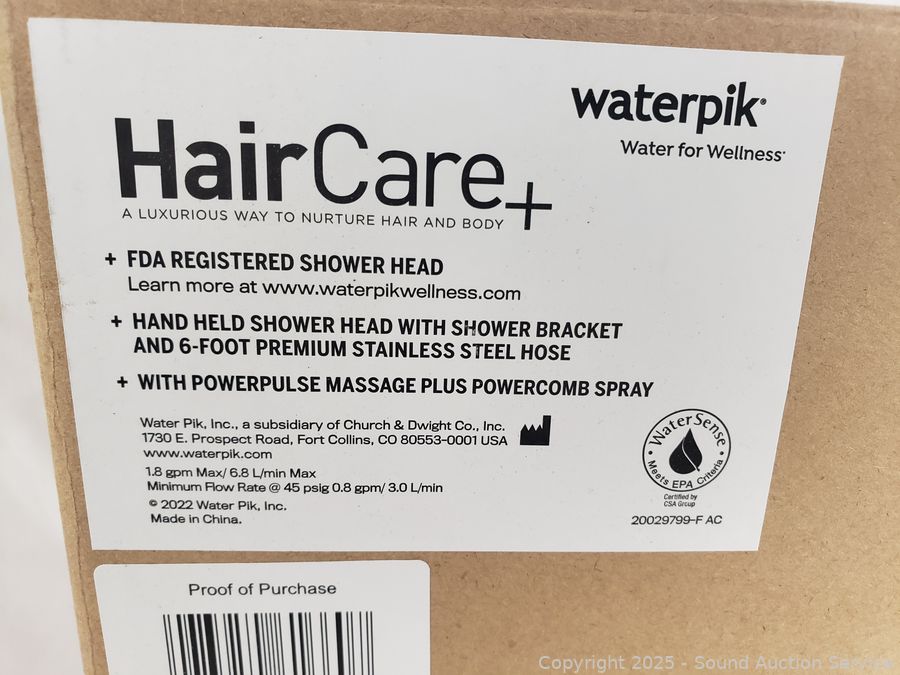 waterpik®
Water for Wellness
HairCare+
A LUXURIOUS WAY TO NURTURE HAIR AND BODY
+ FDA REGISTERED SHOWER HEAD
Learn more at www.waterpikwellness.com
+ HAND HELD SHOWER HEAD WITH SHOWER BRACKET
AND 6-FOOT PREMIUM STAINLESS STEEL HOSE
+ WITH POWERPULSE MASSAGE PLUS POWERCOMB SPRAY
Water Pik, Inc., a subsidiary of Church & Dwight Co., Inc.
1730 E. Prospect Road, Fort Collins, CO 80553-0001 USA
www.waterpik.com
1.8 gpm Max/ 6.8 L/min Max
Minimum Flow Rate @ 45 psig 0.8 gpm/ 3.0 L/min
© 2022 Water Pik, Inc.
Made in China.
WaterSense
Meets EPA Criteria
Certified by
CSA Group
20029799-F AC
Proof of Purchase
Copyright 2025 - Sound Auction Service